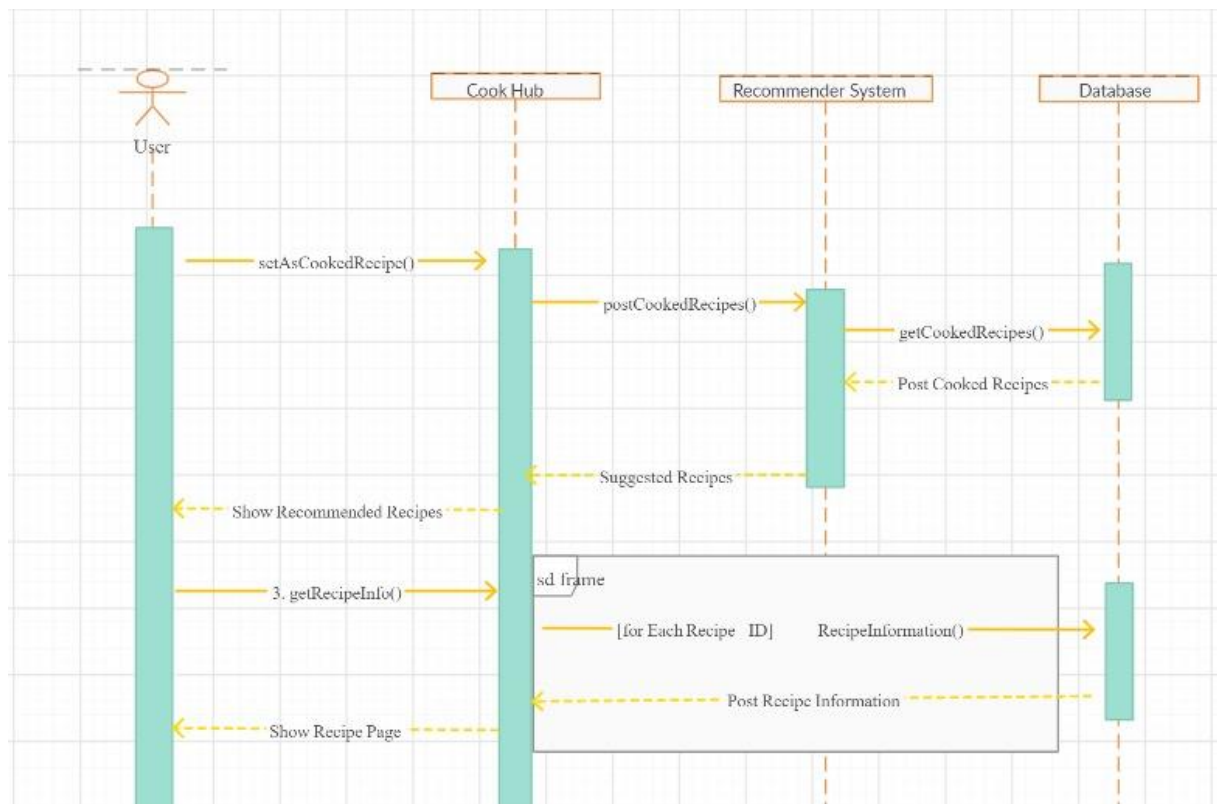 Cook Hub
Recommender System
Database
User
setAsCookedRecipe()
postCookedRecipes()
getCookedRecipes()
Post Cooked Recipes
Suggested Recipes
Show Recommended Recipes
sd frame
3. getRecipeInfo()
[for Each Recipe ID] RecipeInformation()
Post Recipe Information
Show Recipe Page